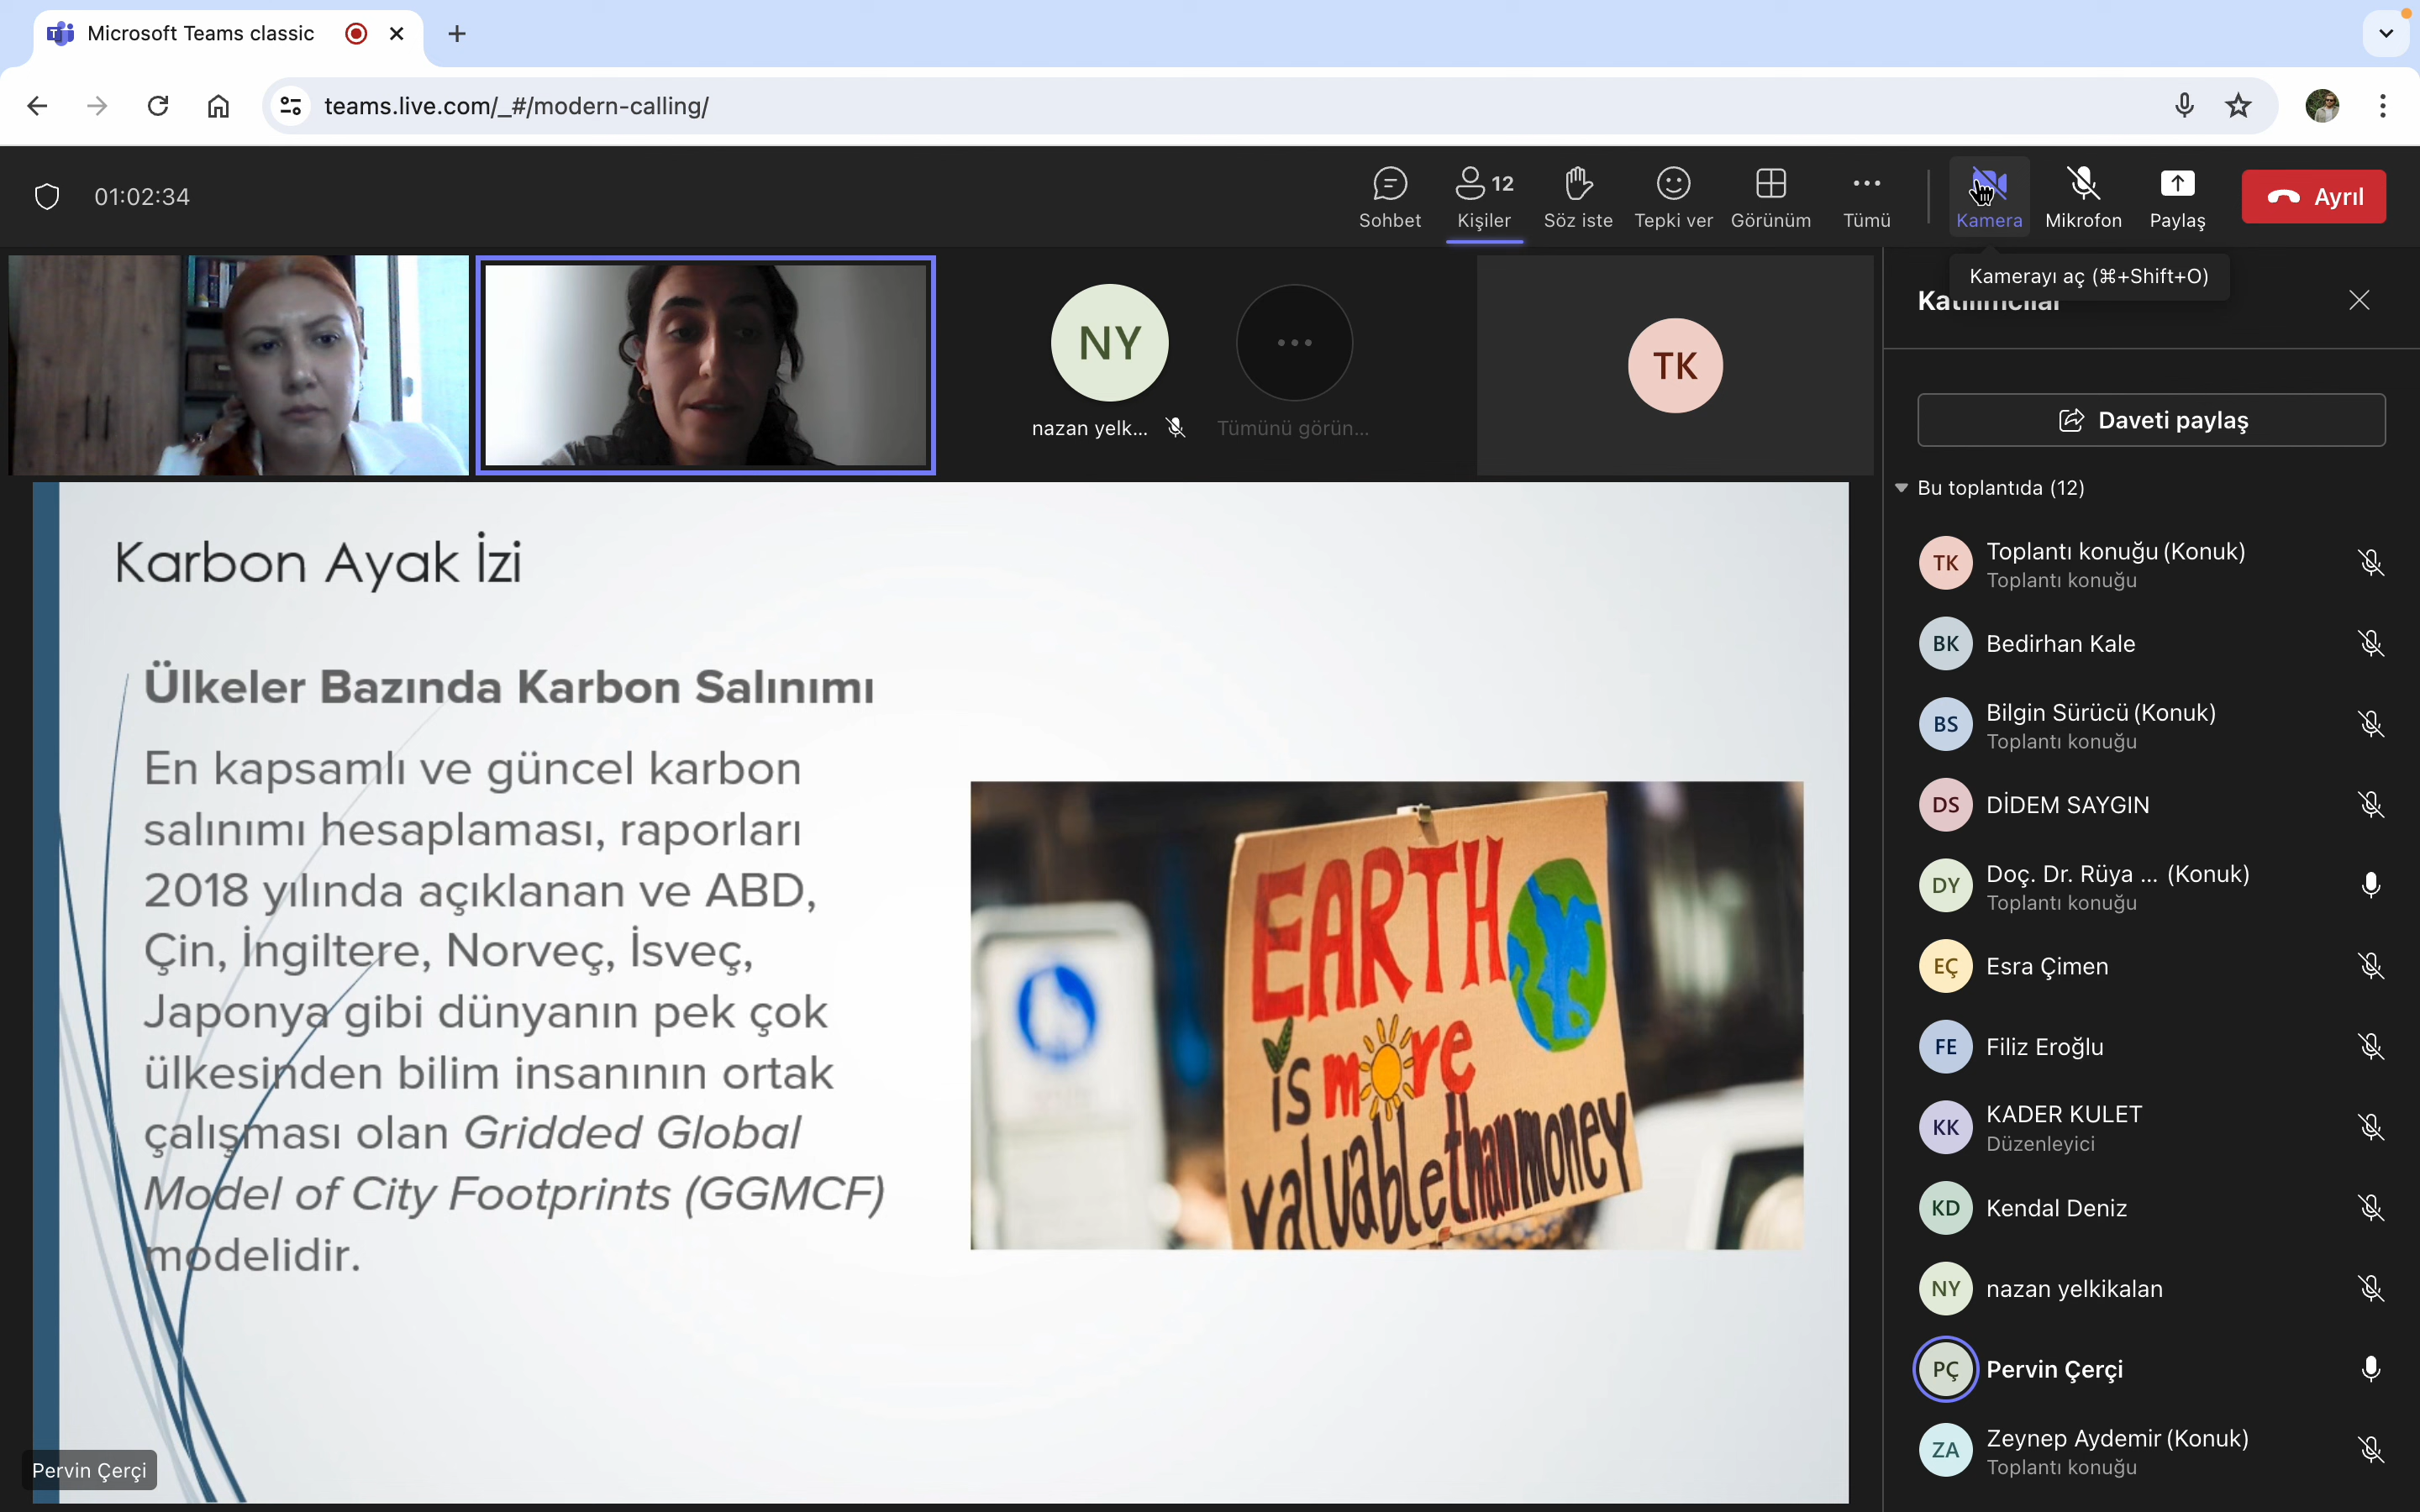 Microsoft Teams classic
teams.live.com/_#/modern-calling/
01:02:34
Sohbet
12
Kişiler
Söz iste
Tepki ver
Görünüm
Tümü
Kamera
Mikrofon
Paylaş
Ayrıl
Kamerayı aç (⌘+Shift+O)
NY
nazan yelk...
Tümünü görün...
TK
Katılımcılar
Daveti paylaş
Bu toplantıda (12)
TK
Toplantı konuğu (Konuk)
Toplantı konuğu
BK
Bedirhan Kale
BS
Bilgin Sürücü (Konuk)
Toplantı konuğu
DS
DİDEM SAYGIN
DY
Doç. Dr. Rüya ... (Konuk)
Toplantı konuğu
EÇ
Esra Çimen
FE
Filiz Eroğlu
KK
KADER KULET
Düzenleyici
KD
Kendal Deniz
NY
nazan yelkikalan
PÇ
Pervin Çerçi
ZA
Zeynep Aydemir (Konuk)
Toplantı konuğu
Karbon Ayak İzi
Ülkeler Bazında Karbon Salınımı
En kapsamlı ve güncel karbon
salınımı hesaplaması, raporları
2018 yılında açıklanan ve ABD,
Çin, İngiltere, Norveç, İsveç,
Japonya gibi dünyanın pek çok
ülkesinden bilim insanının ortak
çalışması olan Gridded Global
Model of City Footprints (GGMCF)
modelidir.
EARTH
is more
valuable than money
Pervin Çerçi